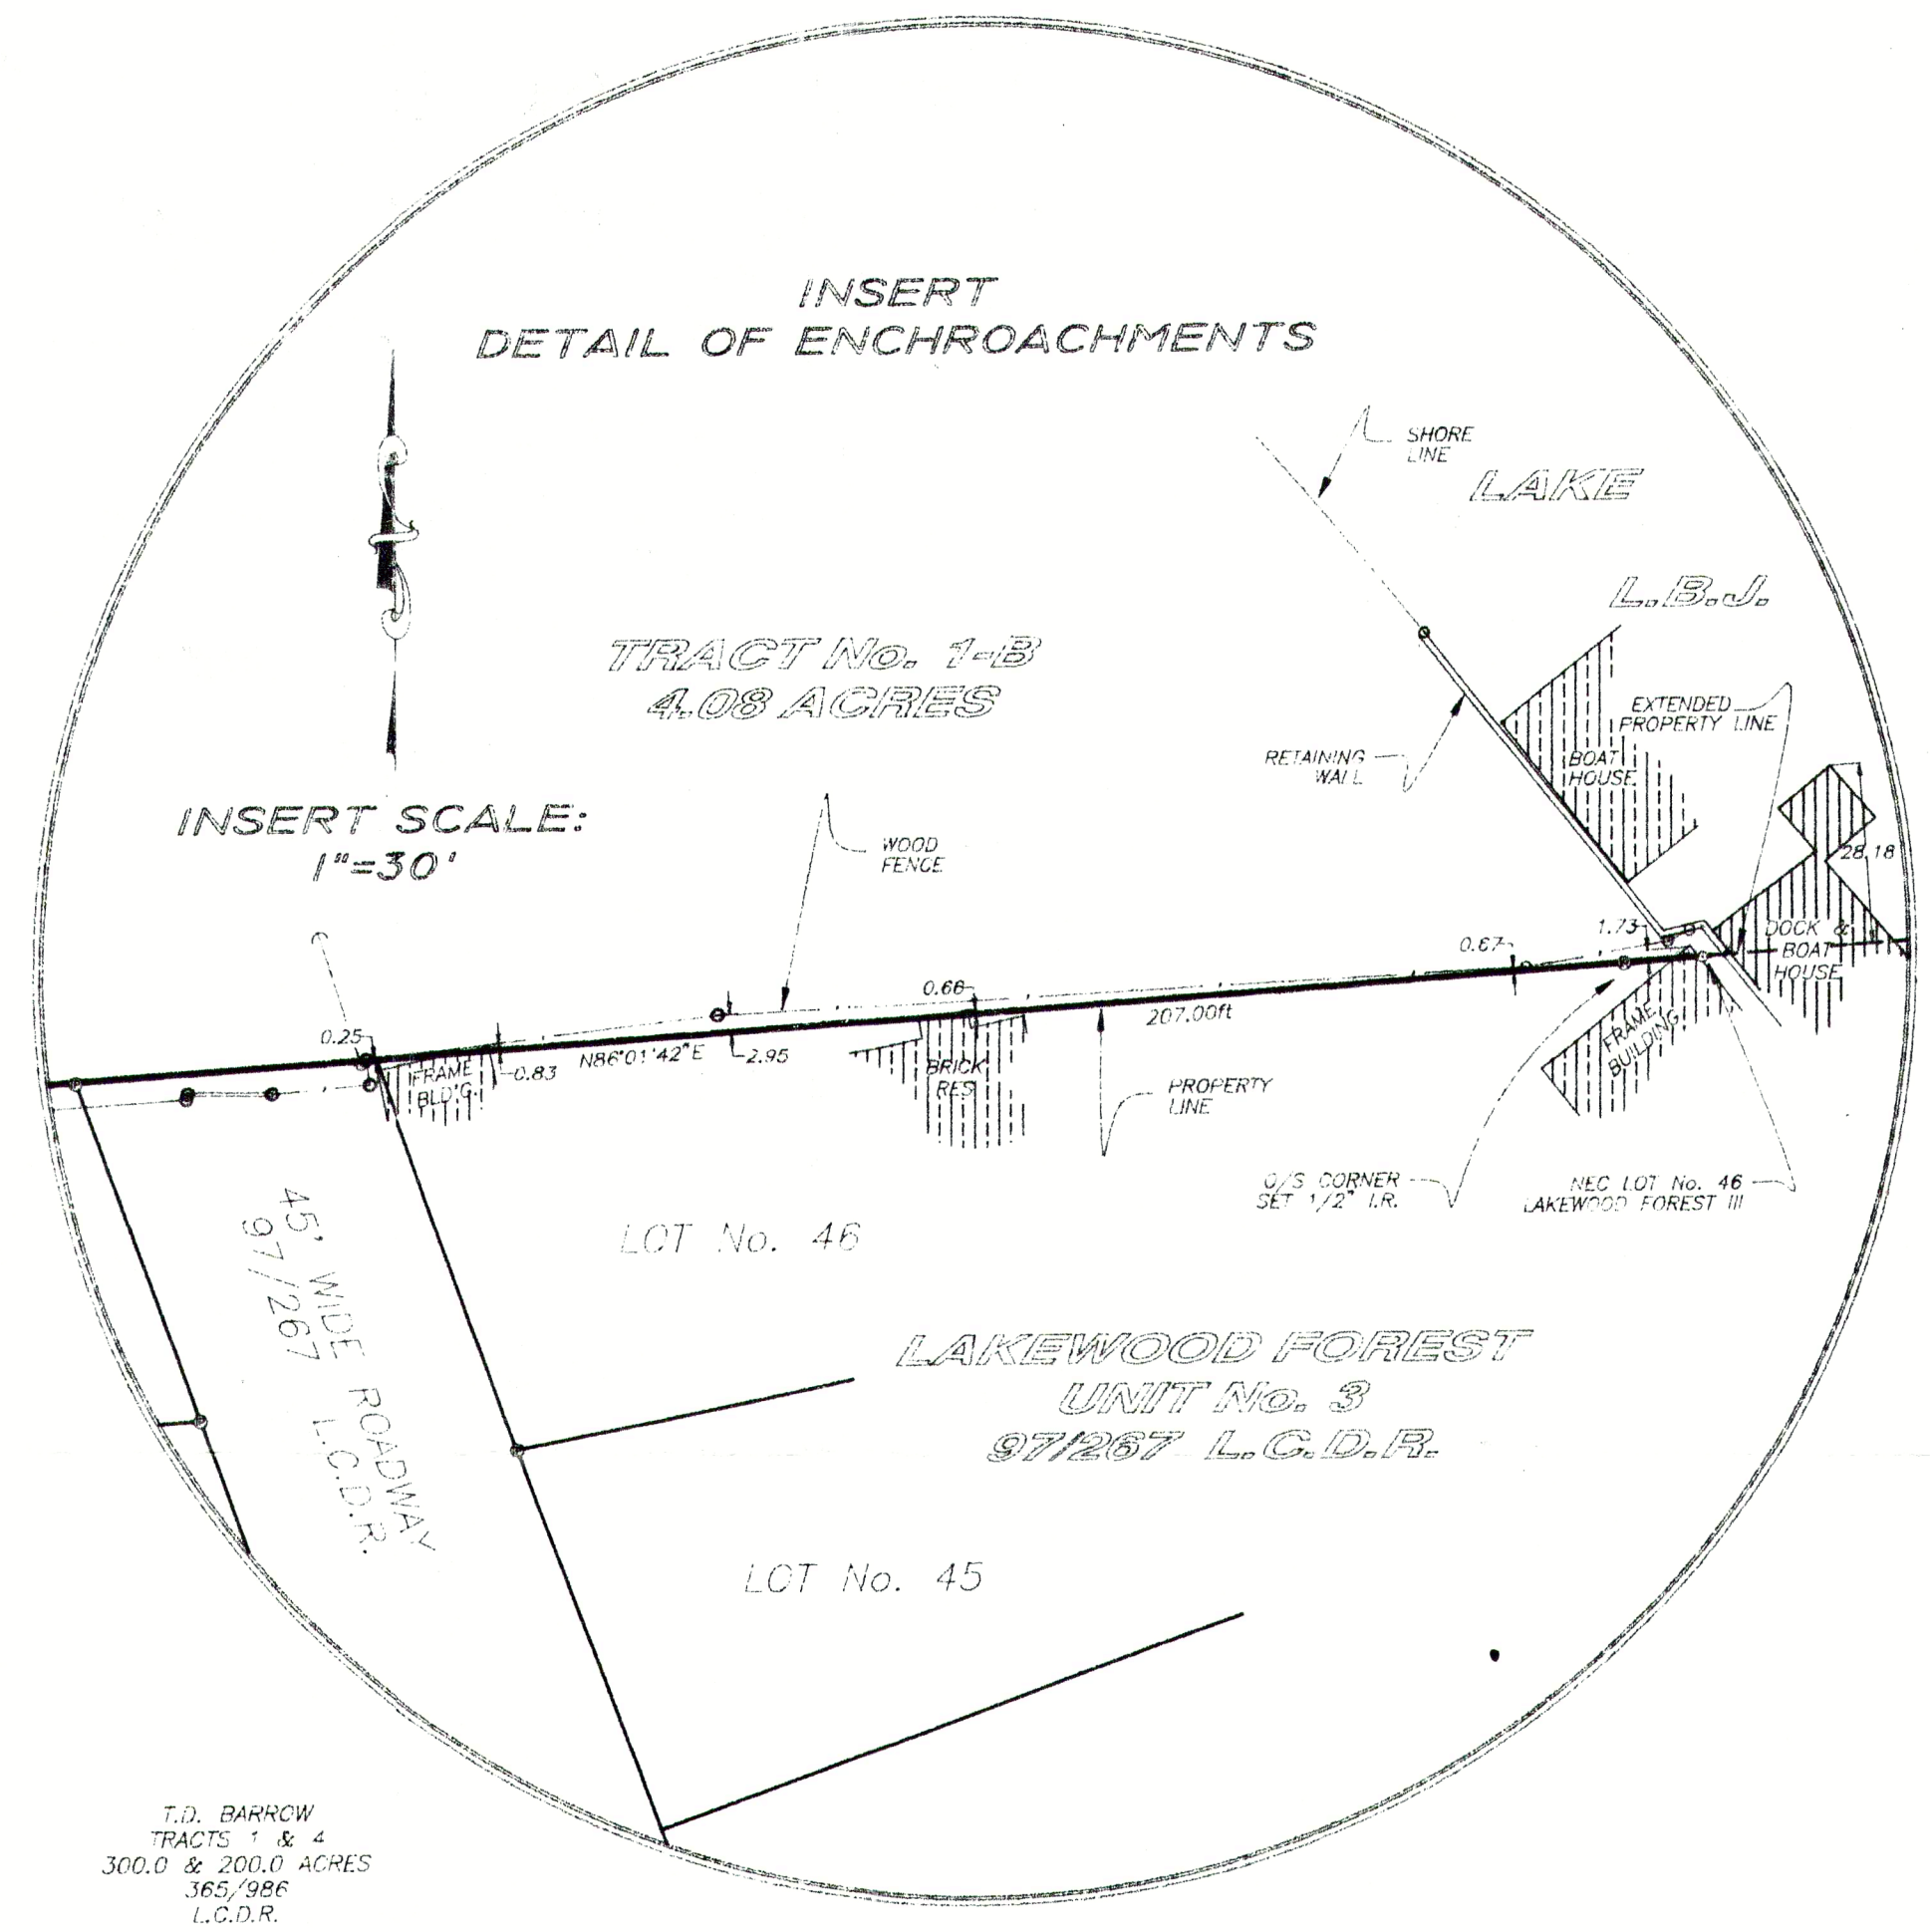 INSERT
DETAIL OF ENCHROACHMENTS
SHORE
LINE
LAKE
L.B.J.
TRACT No. 1-B
4.08 ACRES
EXTENDED
PROPERTY LINE
RETAINING
WALL
BOAT
HOUSE
INSERT SCALE:
1"=30'
WOOD
FENCE
28.18
1.73
DOCK &
BOAT
HOUSE
0.67
0.66
207.00ft
0.25
N86°01'42"E
2.95
0.83
FRAME
BLD'G.
BRICK
RES.
FRAME
BUILDING
PROPERTY
LINE
O/S CORNER
SET 1/2" I.R.
NEC LOT No. 46
LAKEWOOD FOREST III
45' WIDE ROADWAY
97/267 L.C.D.R.
LOT No. 46
LAKEWOOD FOREST
UNIT No. 3
97/267 L.C.D.R.
LOT No. 45
T.D. BARROW
TRACTS 1 & 4
300.0 & 200.0 ACRES
365/986
L.C.D.R.